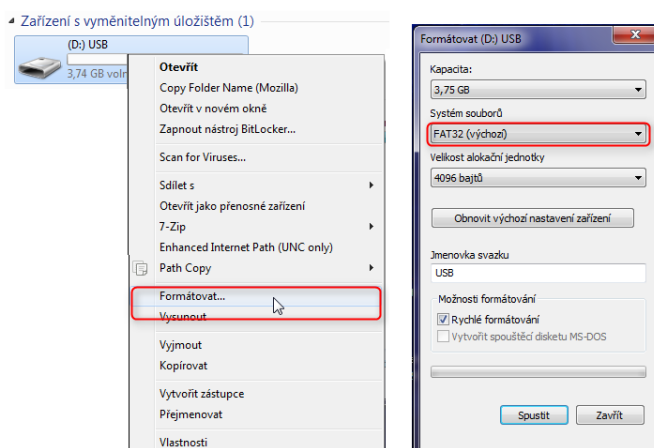 Zařízení s vyměnitelným úložištěm (1)
(D:) USB
3,74 GB voln
Otevřít
Copy Folder Name (Mozilla)
Otevřít v novém okně
Zapnout nástroj BitLocker...
Scan for Viruses...
Sdílet s
Otevřít jako přenosné zařízení
7-Zip
Enhanced Internet Path (UNC only)
Path Copy
Formátovat...
Vysunout
Vyjmout
Kopírovat
Vytvořit zástupce
Přejmenovat
Vlastnosti
Formátovat (D:) USB
Kapacita:
3,75 GB
Systém souborů
FAT32 (výchozí)
Velikost alokační jednotky
4096 bajtů
Obnovit výchozí nastavení zařízení
Jmenovka svazku
USB
Možnosti formátování
Rychlé formátování
Vytvořit spouštěcí disketu MS-DOS
Spustit
Zavřít